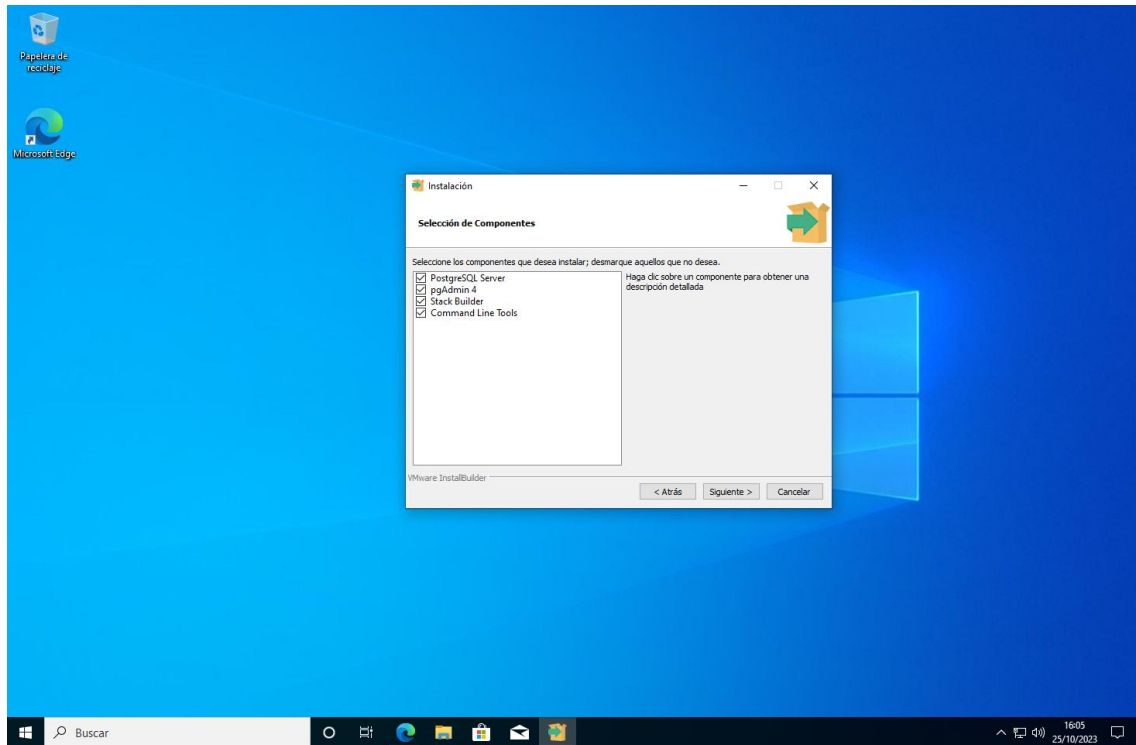 Papelera de
reciclaje
Microsoft Edge
Instalación
Selección de Componentes
Seleccione los componentes que desea instalar; desmarque aquellos que no desea.
PostgreSQL Server
pgAdmin 4
Stack Builder
Command Line Tools
Haga clic sobre un componente para obtener una
descripción detallada
VMware InstallBuilder
< Atrás
Siguiente >
Cancelar
Buscar
16:05
25/10/2023